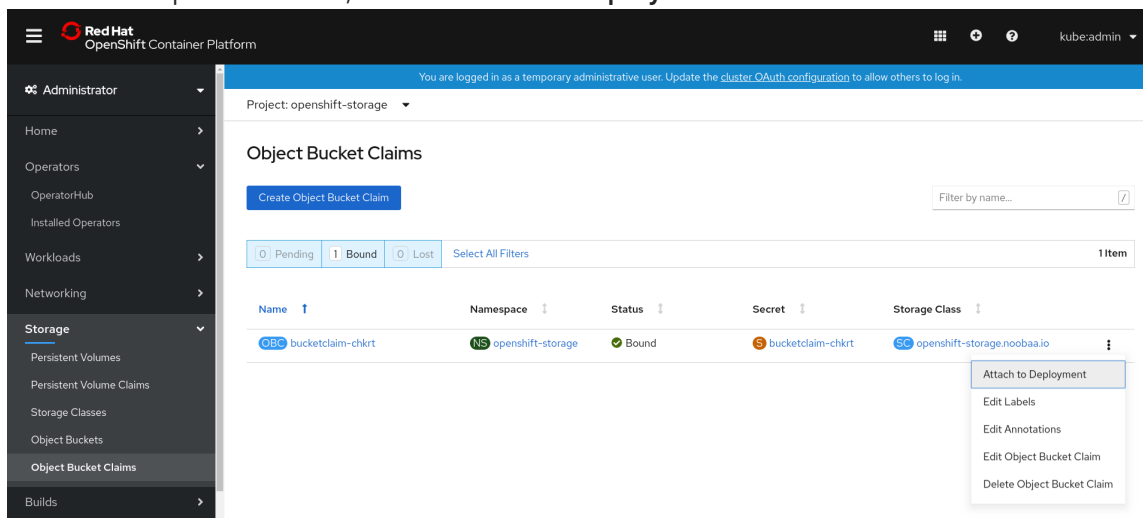 Red Hat
OpenShift Container Platform
kube:admin
Administrator
You are logged in as a temporary administrative user. Update the cluster OAuth configuration to allow others to log in.
Project: openshift-storage
Home
Operators
OperatorHub
Installed Operators
Workloads
Networking
Storage
Persistent Volumes
Persistent Volume Claims
Storage Classes
Object Buckets
Object Bucket Claims
Builds
Object Bucket Claims
Create Object Bucket Claim
Filter by name... /
0 Pending 1 Bound 0 Lost Select All Filters 1 Item
Name Namespace Status Secret Storage Class
OBC bucketclaim-chkrt NS openshift-storage Bound S bucketclaim-chkrt SC openshift-storage.noobaa.io
Attach to Deployment
Edit Labels
Edit Annotations
Edit Object Bucket Claim
Delete Object Bucket Claim